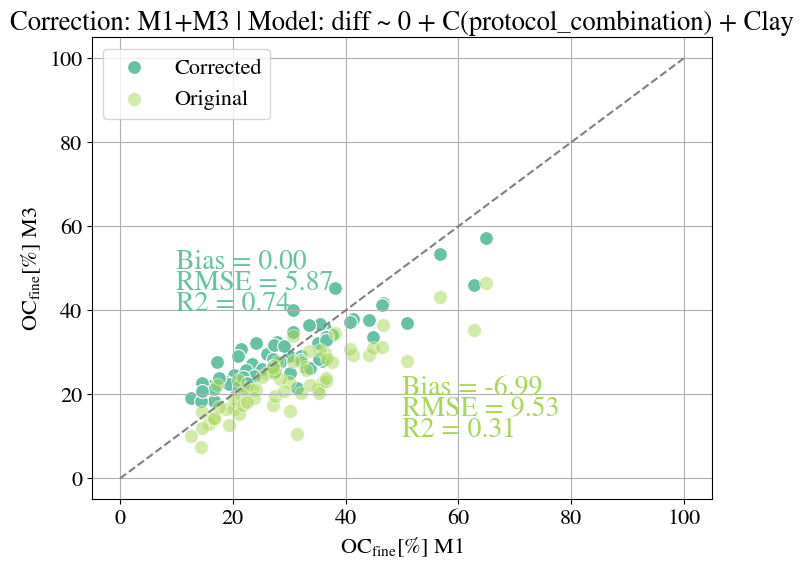 Correction: M1+M3 | Model: diff ~ 0 + C(protocol_combination) + Clay
100
80
60
40
20
0
OC_fine[%] M3
Corrected
Original
Bias = 0.00
RMSE = 5.87
R2 = 0.74
Bias = -6.99
RMSE = 9.53
R2 = 0.31
0 20 40 60 80 100
OC_fine[%] M1